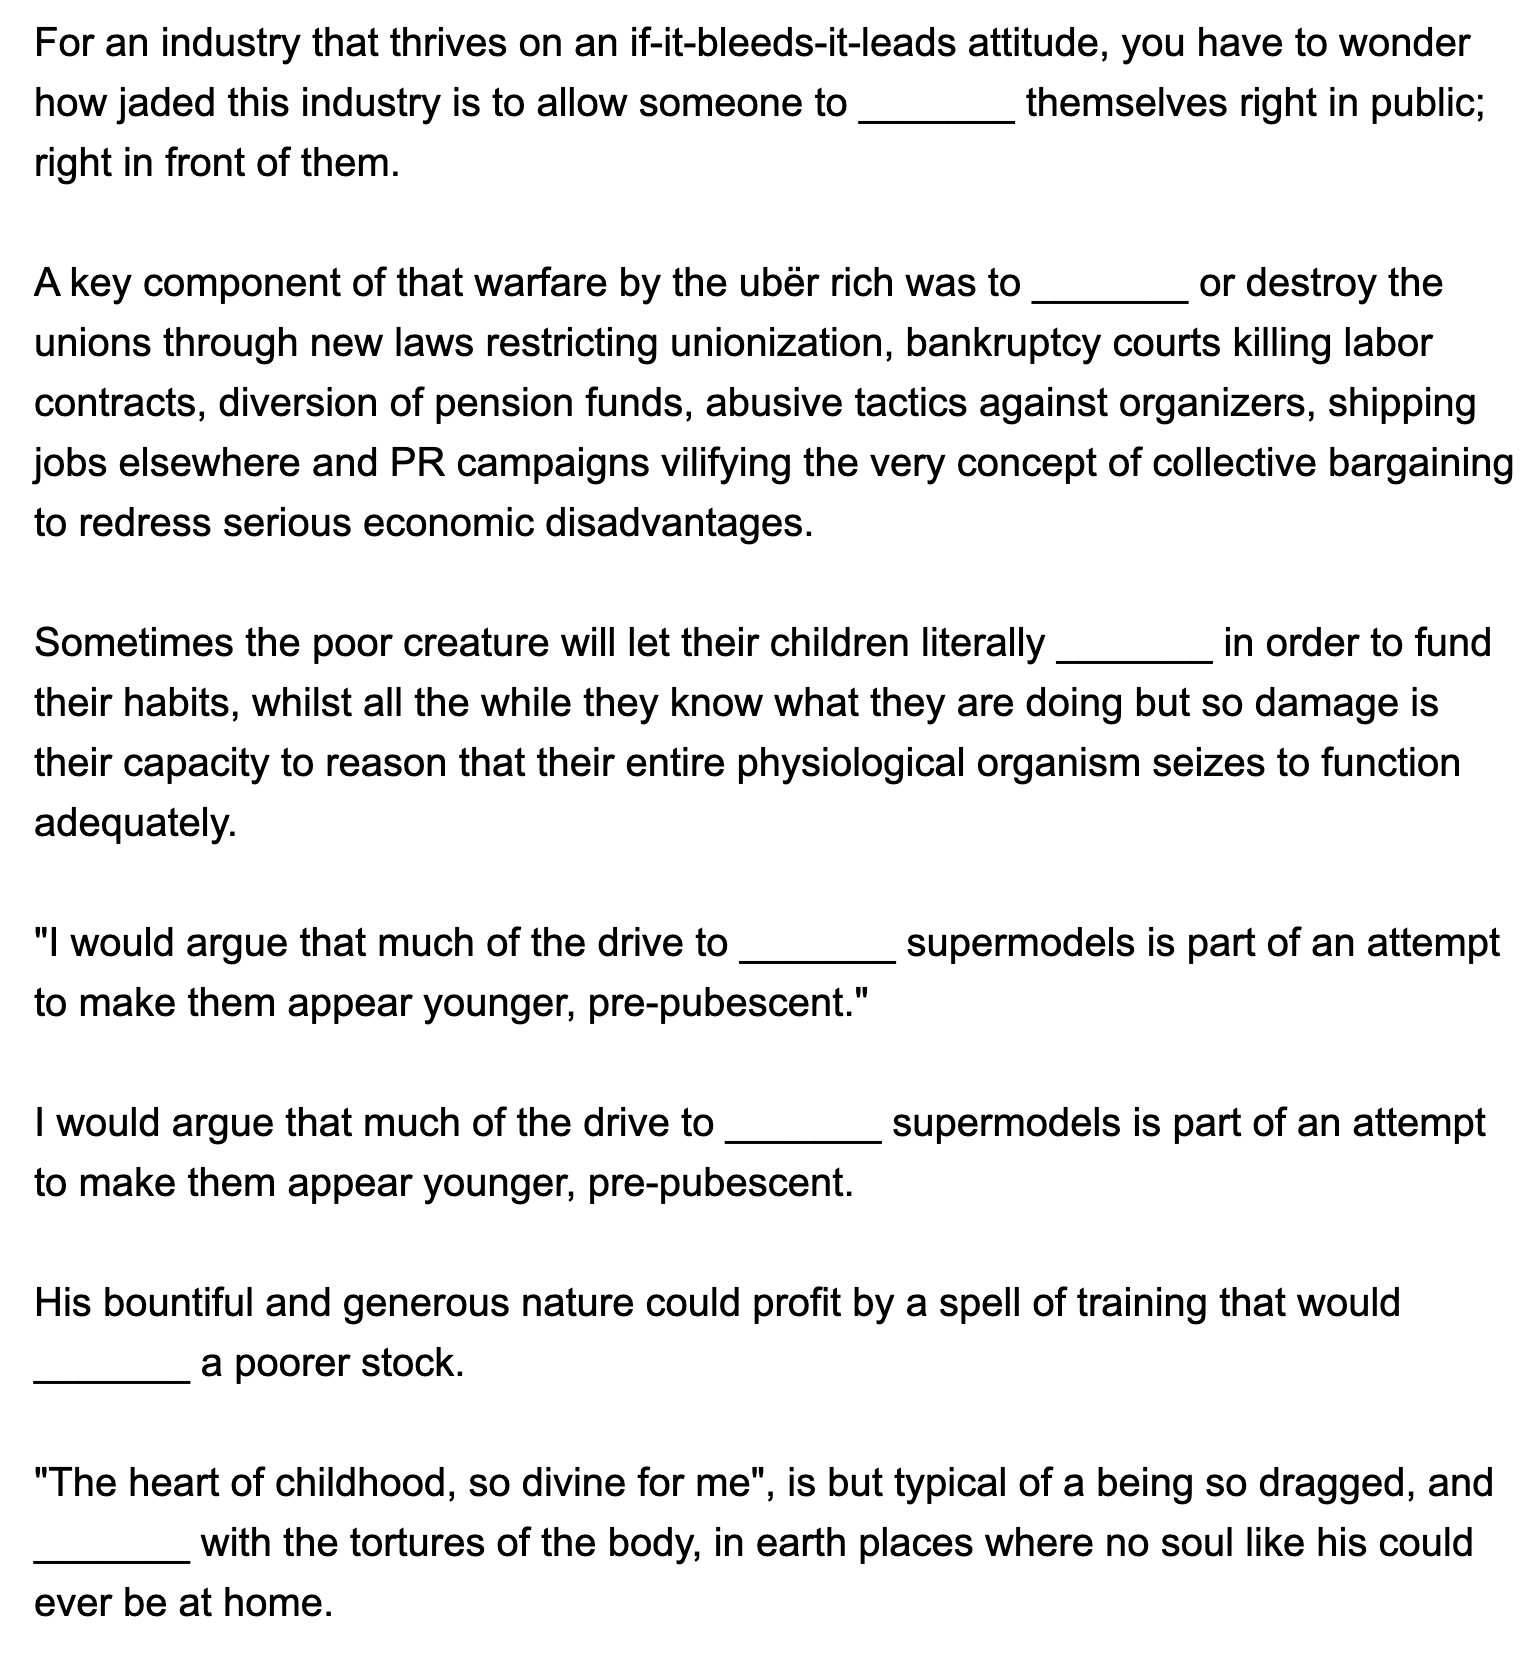 For an industry that thrives on an if-it-bleeds-it-leads attitude, you have to wonder
how jaded this industry is to allow someone to _______ themselves right in public;
right in front of them.
A key component of that warfare by the ubër rich was to _______ or destroy the
unions through new laws restricting unionization, bankruptcy courts killing labor
contracts, diversion of pension funds, abusive tactics against organizers, shipping
jobs elsewhere and PR campaigns vilifying the very concept of collective bargaining
to redress serious economic disadvantages.
Sometimes the poor creature will let their children literally _______ in order to fund
their habits, whilst all the while they know what they are doing but so damage is
their capacity to reason that their entire physiological organism seizes to function
adequately.
"I would argue that much of the drive to _______ supermodels is part of an attempt
to make them appear younger, pre-pubescent."
I would argue that much of the drive to _______ supermodels is part of an attempt
to make them appear younger, pre-pubescent.
His bountiful and generous nature could profit by a spell of training that would
_______ a poorer stock.
"The heart of childhood, so divine for me", is but typical of a being so dragged, and
_______ with the tortures of the body, in earth places where no soul like his could
ever be at home.